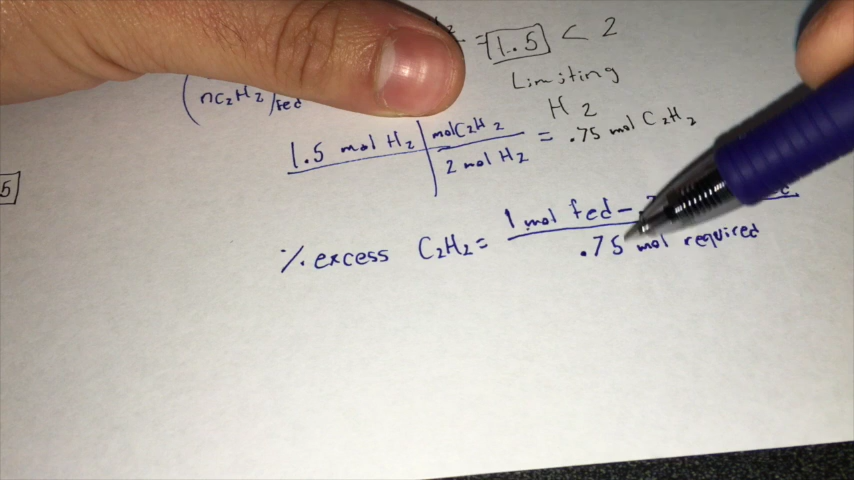 = 1.5 < 2
Limiting
H2
(nC2H2)fed
1.5 mol H2 | mol C2H2 / 2 mol H2 = .75 mol C2H2
5
% excess C2H2 = 1 mol fed - / .75 mol required